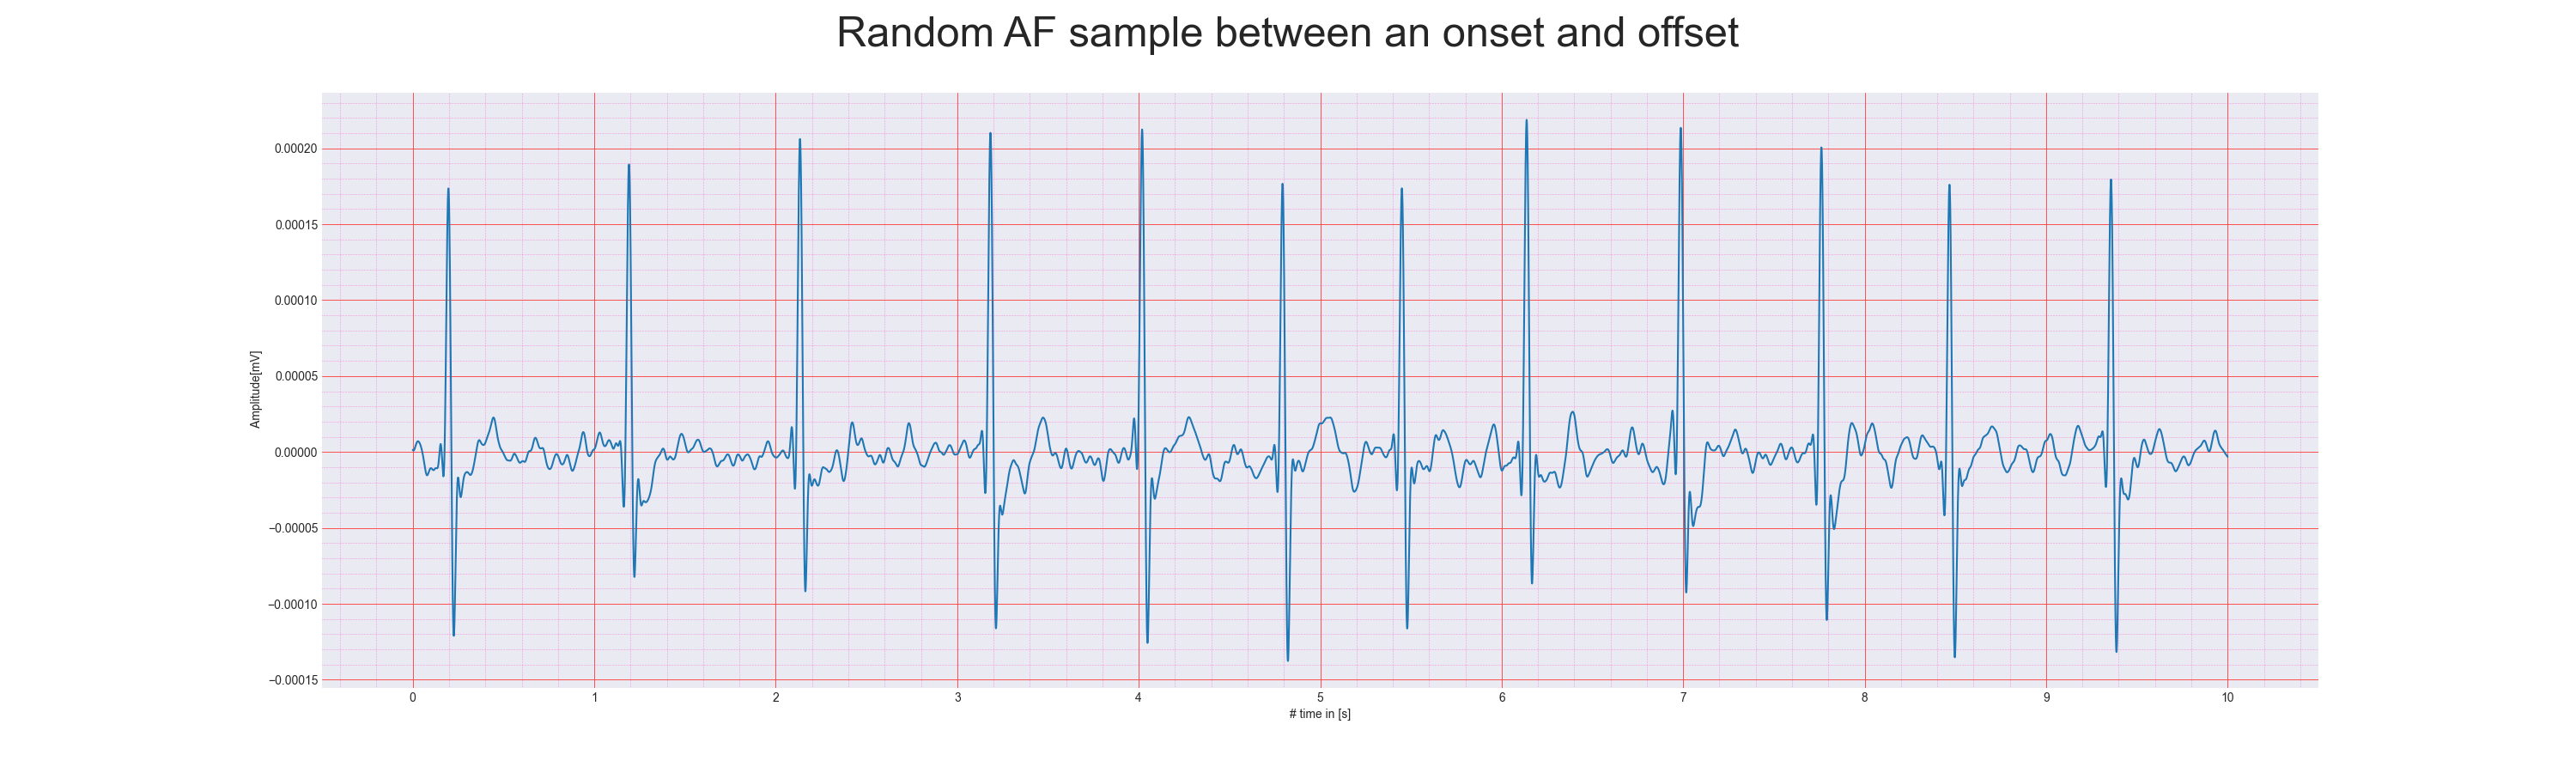 Random AF sample between an onset and offset
0.00020
0.00015
0.00010
0.00005
0.00000
−0.00005
−0.00010
−0.00015
Amplitude[mV]
0 1 2 3 4 5 6 7 8 9 10
# time in [s]